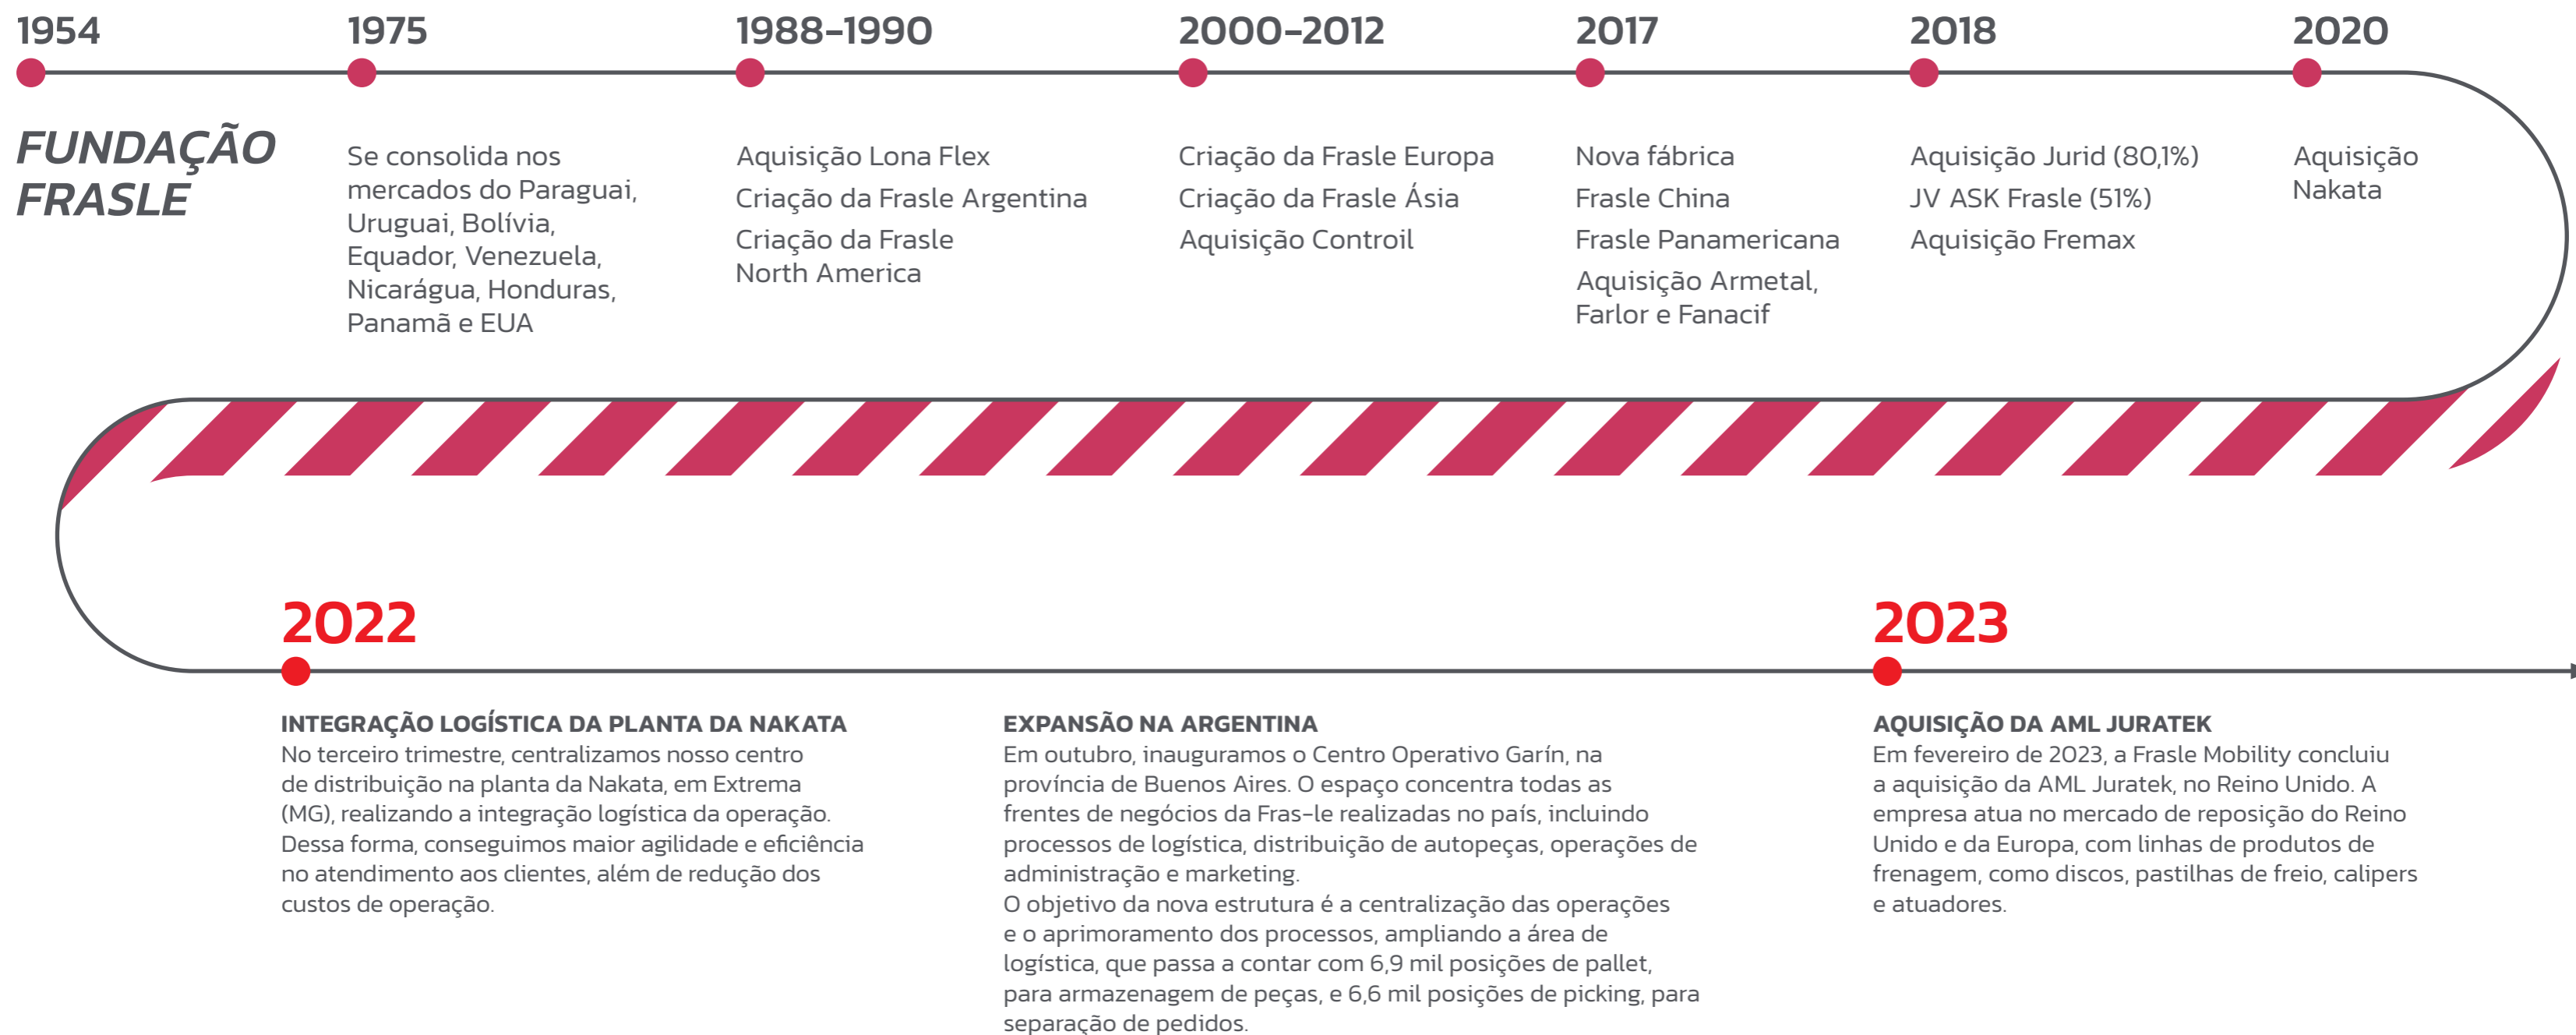 1954
FUNDAÇÃO
FRASLE
1975
Se consolida nos
mercados do Paraguai,
Uruguai, Bolívia,
Equador, Venezuela,
Nicarágua, Honduras,
Panamã e EUA
1988-1990
Aquisição Lona Flex
Criação da Frasle Argentina
Criação da Frasle
North America
2000-2012
Criação da Frasle Europa
Criação da Frasle Ásia
Aquisição Controil
2017
Nova fábrica
Frasle China
Frasle Panamericana
Aquisição Armetal,
Farlor e Fanacif
2018
Aquisição Jurid (80,1%)
JV ASK Frasle (51%)
Aquisição Fremax
2020
Aquisição
Nakata
2022
INTEGRAÇÃO LOGÍSTICA DA PLANTA DA NAKATA
No terceiro trimestre, centralizamos nosso centro
de distribuição na planta da Nakata, em Extrema
(MG), realizando a integração logística da operação.
Dessa forma, conseguimos maior agilidade e eficiência
no atendimento aos clientes, além de redução dos
custos de operação.
EXPANSÃO NA ARGENTINA
Em outubro, inauguramos o Centro Operativo Garín, na
província de Buenos Aires. O espaço concentra todas as
frentes de negócios da Fras-le realizadas no país, incluindo
processos de logística, distribuição de autopeças, operações de
administração e marketing.
O objetivo da nova estrutura é a centralização das operações
e o aprimoramento dos processos, ampliando a área de
logística, que passa a contar com 6,9 mil posições de pallet,
para armazenagem de peças, e 6,6 mil posições de picking, para
separação de pedidos.
2023
AQUISIÇÃO DA AML JURATEK
Em fevereiro de 2023, a Frasle Mobility concluiu
a aquisição da AML Juratek, no Reino Unido. A
empresa atua no mercado de reposição do Reino
Unido e da Europa, com linhas de produtos de
frenagem, como discos, pastilhas de freio, calipers
e atuadores.